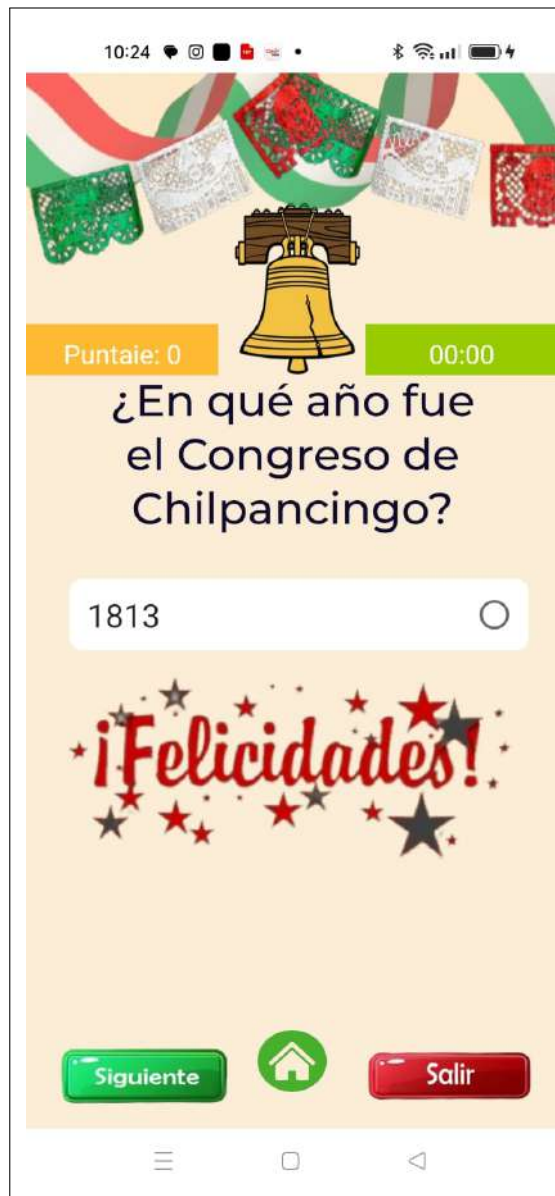 10:24
Puntaje: 0
00:00
¿En qué año fue
el Congreso de
Chilpancingo?
1813
¡Felicidades!
Siguiente
Salir